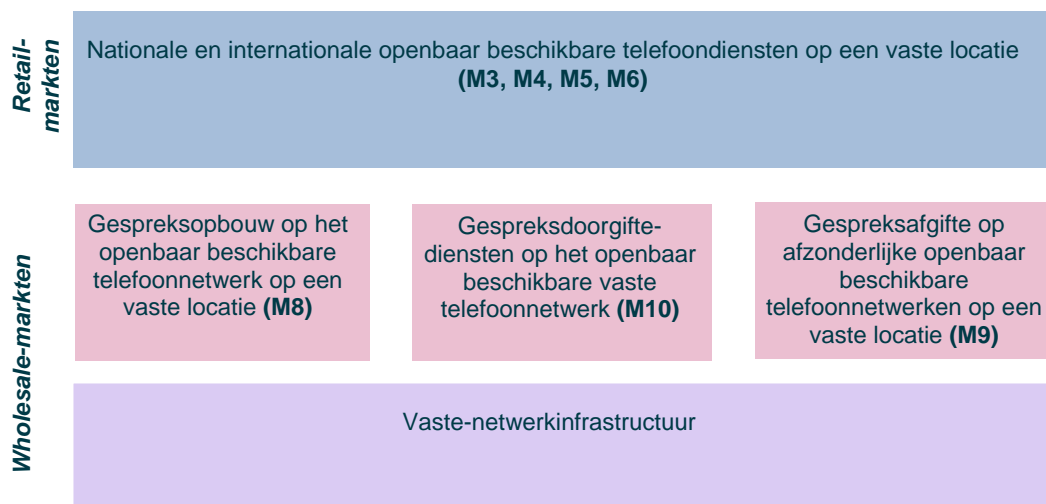 Retail-
markten
Nationale en internationale openbaar beschikbare telefoondiensten op een vaste locatie
(M3, M4, M5, M6)
Wholesale-markten
Gespreksopbouw op het
openbaar beschikbare
telefoonnetwerk op een
vaste locatie (M8)
Gespreksdoorgifte-
diensten op het openbaar
beschikbare vaste
telefoonnetwerk (M10)
Gespreksafgifte op
afzonderlijke openbaar
beschikbare
telefoonnetwerken op een
vaste locatie (M9)
Vaste-netwerkinfrastructuur